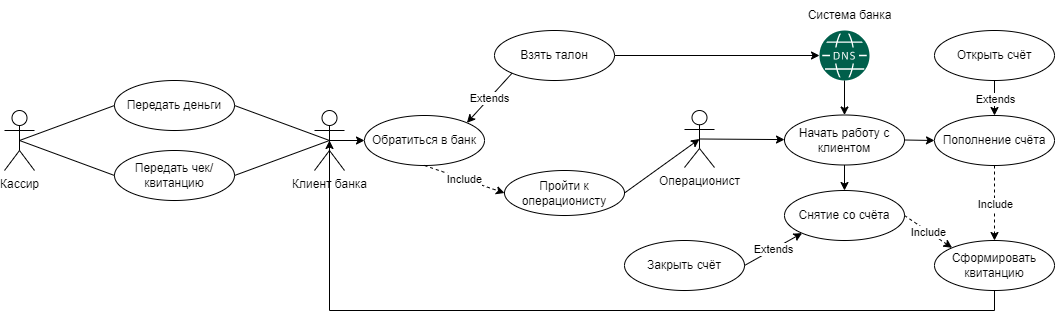 Система банка
Взять талон
DNS
Открыть счёт
Extends
Extends
Передать деньги
Обратиться в банк
Начать работу с
клиентом
Пополнение счёта
Передать чек/
квитанцию
Кассир
Клиент банка
Include
Пройти к
операционисту
Операционист
Снятие со счёта
Include
Include
Extends
Закрыть счёт
Сформировать
квитанцию